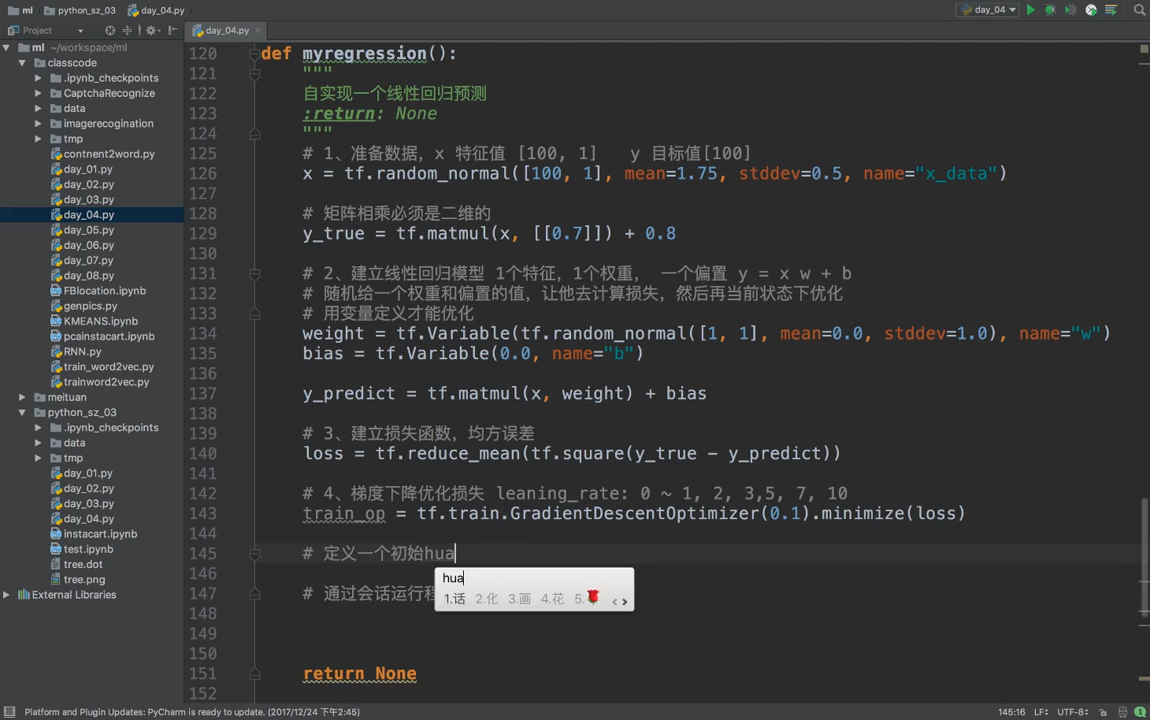 ml python_sz_03 day_04.py
day_04
Project
day_04.py
ml ~/workspace/ml
classcode
.ipynb_checkpoints
CaptchaRecognize
data
imagerecogination
tmp
contnent2word.py
day_01.py
day_02.py
day_03.py
day_04.py
day_05.py
day_06.py
day_07.py
day_08.py
FBlocation.ipynb
genpics.py
KMEANS.ipynb
pcainstacart.ipynb
RNN.py
train_word2vec.py
trainword2vec.py
meituan
python_sz_03
.ipynb_checkpoints
data
tmp
day_01.py
day_02.py
day_03.py
day_04.py
instacart.ipynb
test.ipynb
tree.dot
tree.png
External Libraries
120 def myregression():
121 """
122 自实现一个线性回归预测
123 :return: None
124 """
125 # 1、准备数据，x 特征值 [100, 1] y 目标值[100]
126 x = tf.random_normal([100, 1], mean=1.75, stddev=0.5, name="x_data")
127
128 # 矩阵相乘必须是二维的
129 y_true = tf.matmul(x, [[0.7]]) + 0.8
130
131 # 2、建立线性回归模型 1个特征，1个权重， 一个偏置 y = x w + b
132 # 随机给一个权重和偏置的值，让他去计算损失，然后再当前状态下优化
133 # 用变量定义才能优化
134 weight = tf.Variable(tf.random_normal([1, 1], mean=0.0, stddev=1.0), name="w")
135 bias = tf.Variable(0.0, name="b")
136
137 y_predict = tf.matmul(x, weight) + bias
138
139 # 3、建立损失函数，均方误差
140 loss = tf.reduce_mean(tf.square(y_true - y_predict))
141
142 # 4、梯度下降优化损失 leaning_rate: 0 ~ 1, 2, 3,5, 7, 10
143 train_op = tf.train.GradientDescentOptimizer(0.1).minimize(loss)
144
145 # 定义一个初始hua
146
hua
147 # 通过会话运行程
1.话 2.化 3.画 4.花 5.🌹 < >
148
149
150
151 return None
152
Platform and Plugin Updates: PyCharm is ready to update. (2017/12/24 下午2:45)
145:16 LF÷ UTF-8÷ 1